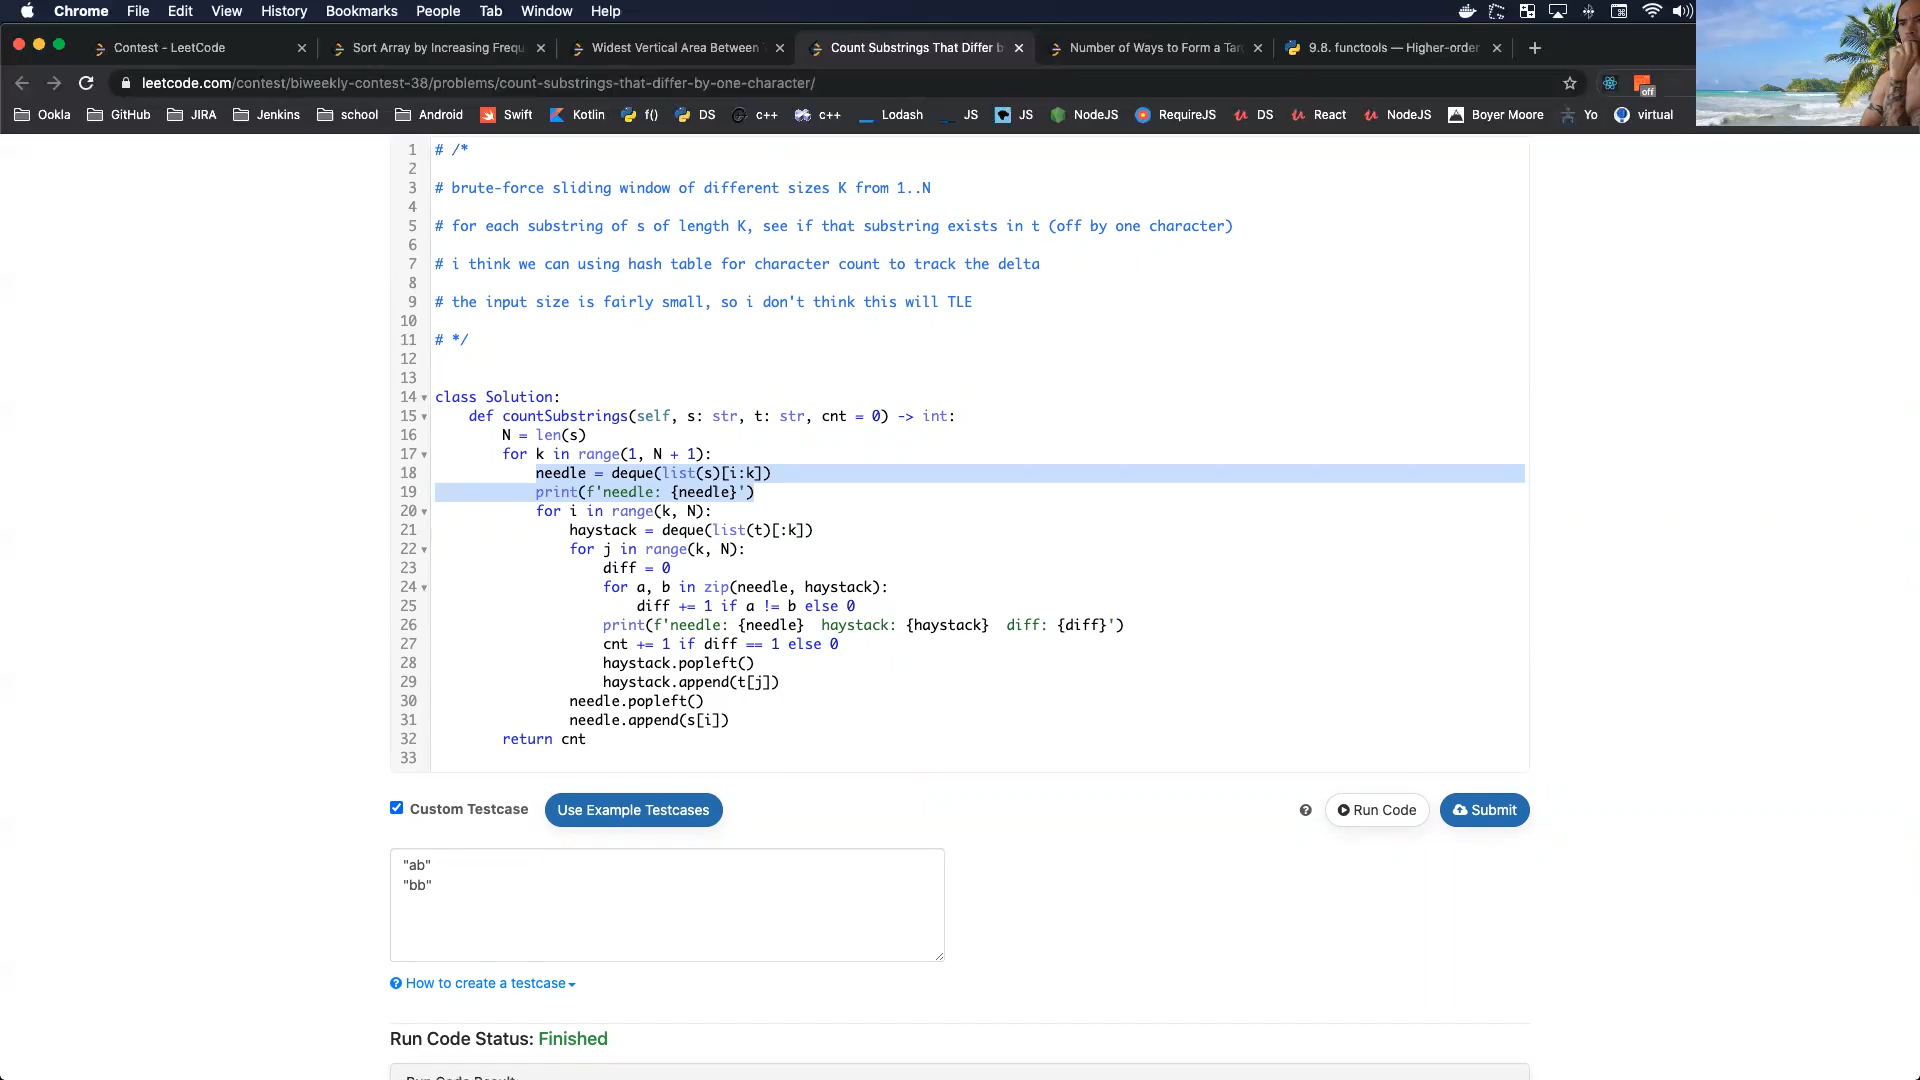 Chrome File Edit View History Bookmarks People Tab Window Help
Contest - LeetCode
Sort Array by Increasing Frequ
Widest Vertical Area Between
Count Substrings That Differ b
Number of Ways to Form a Tar
9.8. functools — Higher-order
leetcode.com/contest/biweekly-contest-38/problems/count-substrings-that-differ-by-one-character/
off
Ookla GitHub JIRA Jenkins school Android Swift Kotlin f() DS c++ c++ Lodash JS JS NodeJS RequireJS DS React NodeJS Boyer Moore Yo virtual
1 # /*
2
3 # brute-force sliding window of different sizes K from 1..N
4
5 # for each substring of s of length K, see if that substring exists in t (off by one character)
6
7 # i think we can using hash table for character count to track the delta
8
9 # the input size is fairly small, so i don't think this will TLE
10
11 # */
12
13
14 class Solution:
15     def countSubstrings(self, s: str, t: str, cnt = 0) -> int:
16         N = len(s)
17         for k in range(1, N + 1):
18             needle = deque(list(s)[i:k])
19             print(f'needle: {needle}')
20             for i in range(k, N):
21                 haystack = deque(list(t)[:k])
22                 for j in range(k, N):
23                     diff = 0
24                     for a, b in zip(needle, haystack):
25                         diff += 1 if a != b else 0
26                     print(f'needle: {needle}  haystack: {haystack}  diff: {diff}')
27                     cnt += 1 if diff == 1 else 0
28                     haystack.popleft()
29                     haystack.append(t[j])
30                 needle.popleft()
31                 needle.append(s[i])
32         return cnt
33
Custom Testcase
Use Example Testcases
Run Code
Submit
"ab"
"bb"
How to create a testcase
Run Code Status: Finished
Run Code Result